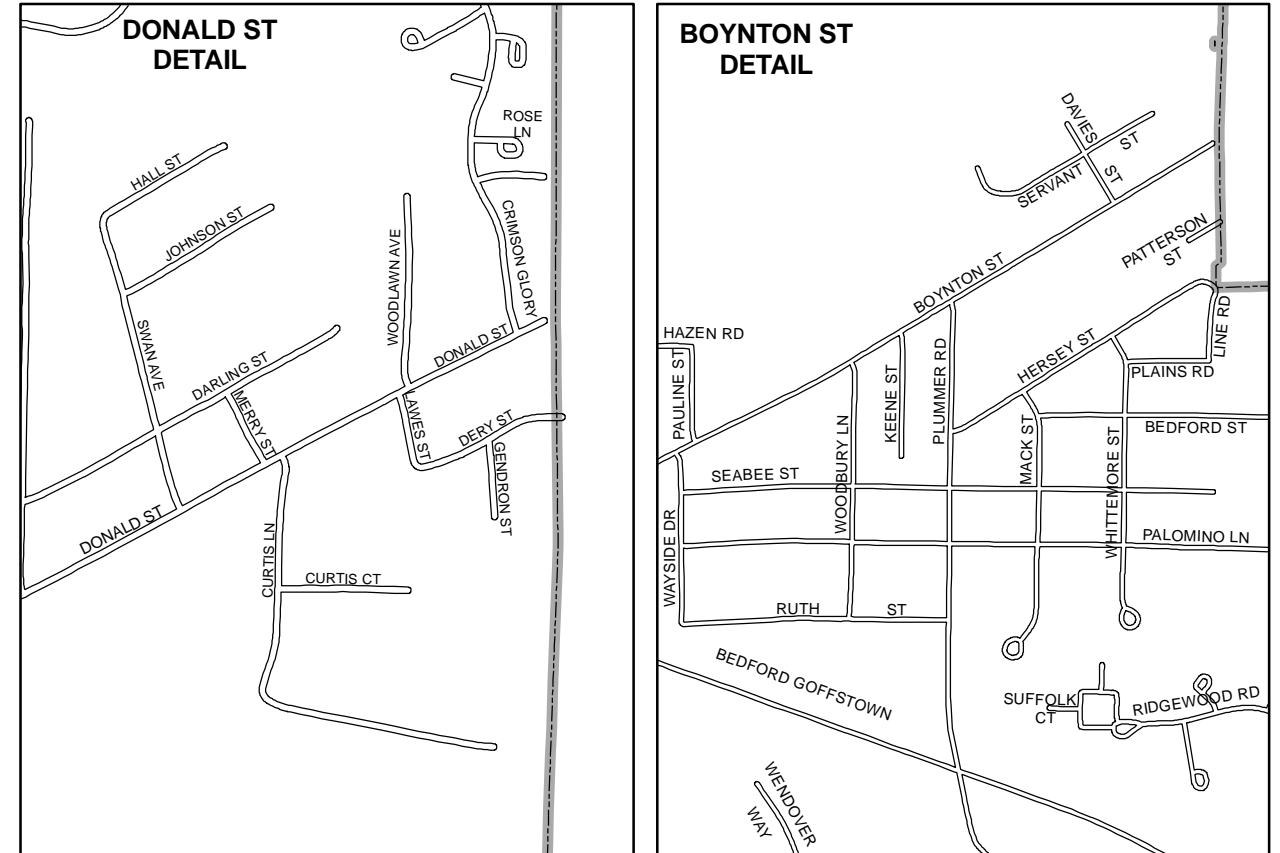 DONALD ST
DETAIL
ROSE
LN
HALL ST
JOHNSON ST
CRIMSON GLORY
WOODLAWN AVE
SWAN AVE
DONALD ST
DARLING ST
MERRY ST
LAWES ST
DERY ST
GENDRON ST
DONALD ST
CURTIS LN
CURTIS CT
BOYNTON ST
DETAIL
DAVIES
ST
SERVANT
ST
PATTERSON
ST
BOYNTON ST
HAZEN RD
PAULINE ST
LINE RD
HERSEY ST
PLAINS RD
KEENE ST
PLUMMER RD
WOODBURY LN
MACK ST
BEDFORD ST
WHITTEMORE ST
SEABEE ST
PALOMINO LN
WAYSIDE DR
RUTH ST
BEDFORD GOFFSTOWN
SUFFOLK
CT
RIDGEWOOD RD
WENDOVER
WAY